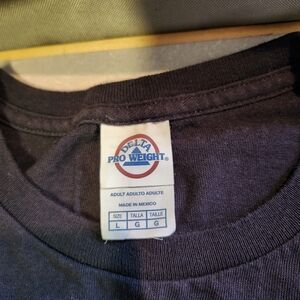 DELTA
PRO WEIGHT®
ADULT ADULTO ADULTE
MADE IN MEXICO
SIZE TALLA TAILLE
L G G